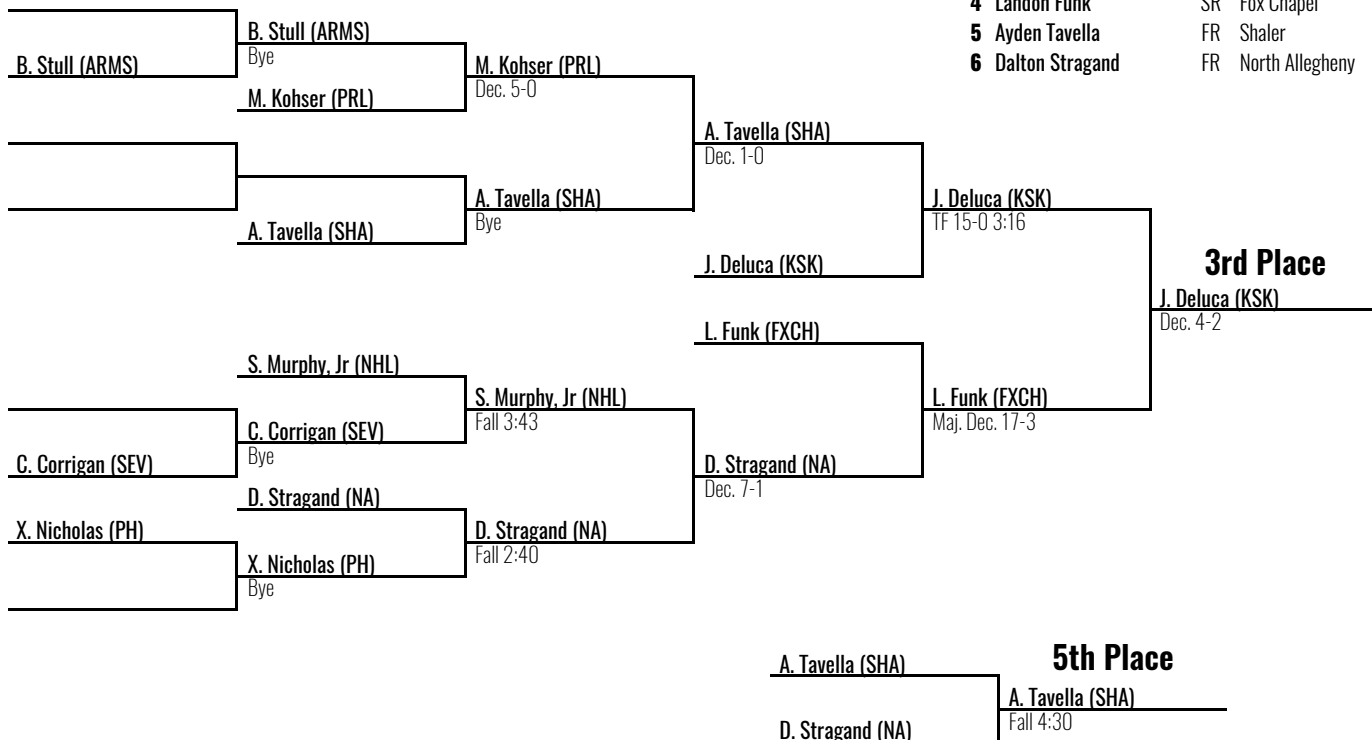 4 Landon Funk SR Fox Chapel
5 Ayden Tavella FR Shaler
6 Dalton Stragand FR North Allegheny
B. Stull (ARMS)
B. Stull (ARMS)
Bye
M. Kohser (PRL)
M. Kohser (PRL)
Dec. 5-0
A. Tavella (SHA)
A. Tavella (SHA)
Bye
A. Tavella (SHA)
Dec. 1-0
J. Deluca (KSK)
J. Deluca (KSK)
TF 15-0 3:16
3rd Place
J. Deluca (KSK)
Dec. 4-2
L. Funk (FXCH)
L. Funk (FXCH)
Maj. Dec. 17-3
S. Murphy, Jr (NHL)
S. Murphy, Jr (NHL)
Fall 3:43
C. Corrigan (SEV)
Bye
C. Corrigan (SEV)
D. Stragand (NA)
Dec. 7-1
D. Stragand (NA)
D. Stragand (NA)
Fall 2:40
X. Nicholas (PH)
X. Nicholas (PH)
Bye
5th Place
A. Tavella (SHA)
A. Tavella (SHA)
Fall 4:30
D. Stragand (NA)